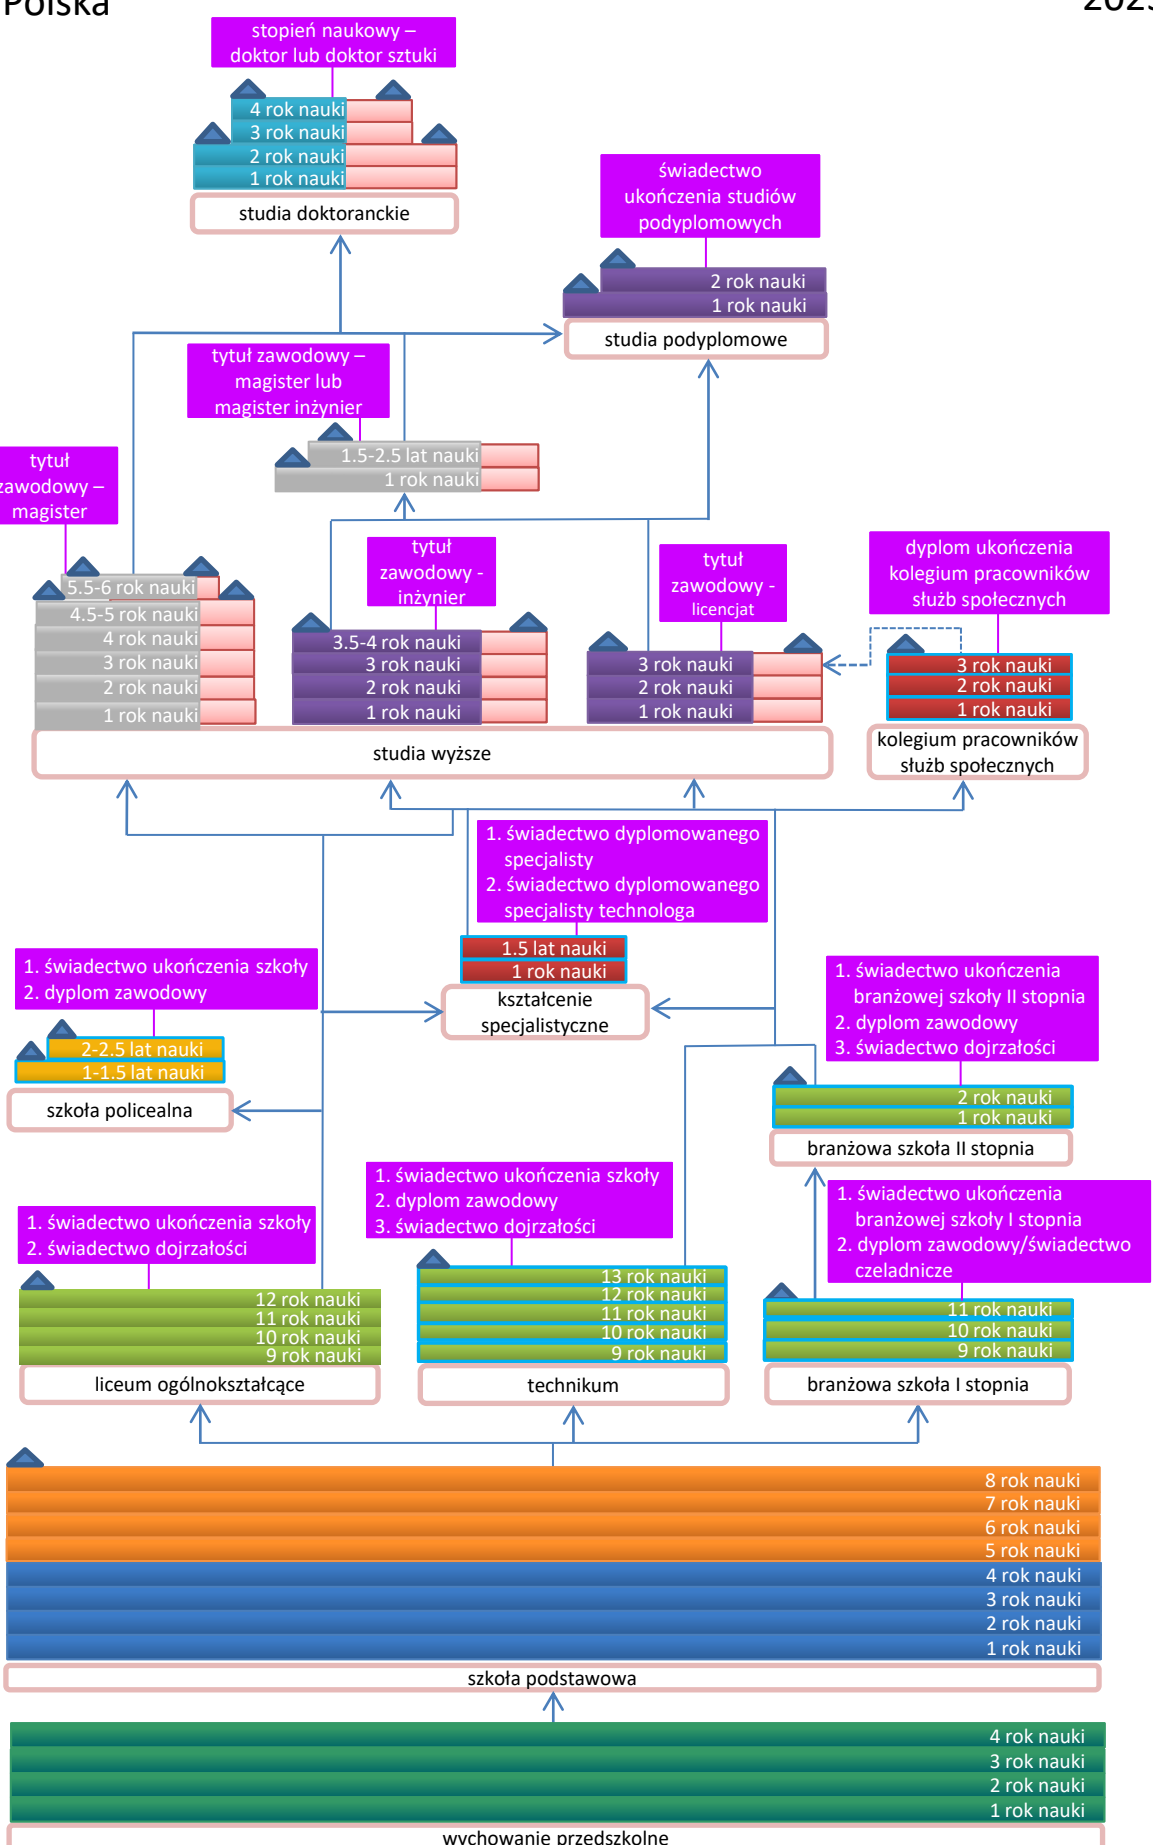 Polska
stopień naukowy –
doktor lub doktor sztuki
4 rok nauki
3 rok nauki
2 rok nauki
1 rok nauki
studia doktoranckie
świadectwo
ukończenia studiów
podyplomowych
2 rok nauki
1 rok nauki
studia podyplomowe
tytuł zawodowy –
magister lub
magister inżynier
1.5-2.5 lat nauki
1 rok nauki
tytuł
zawodowy –
magister
5.5-6 rok nauki
4.5-5 rok nauki
4 rok nauki
3 rok nauki
2 rok nauki
1 rok nauki
tytuł
zawodowy -
inżynier
3.5-4 rok nauki
3 rok nauki
2 rok nauki
1 rok nauki
tytuł
zawodowy -
licencjat
3 rok nauki
2 rok nauki
1 rok nauki
studia wyższe
dyplom ukończenia
kolegium pracowników
służb społecznych
3 rok nauki
2 rok nauki
1 rok nauki
kolegium pracowników
służb społecznych
1. świadectwo dyplomowanego
specjalisty
2. świadectwo dyplomowanego
specjalisty technologa
1.5 lat nauki
1 rok nauki
kształcenie
specjalistyczne
1. świadectwo ukończenia szkoły
2. dyplom zawodowy
2-2.5 lat nauki
1-1.5 lat nauki
szkoła policealna
1. świadectwo ukończenia
branżowej szkoły II stopnia
2. dyplom zawodowy
3. świadectwo dojrzałości
2 rok nauki
1 rok nauki
branżowa szkoła II stopnia
1. świadectwo ukończenia szkoły
2. świadectwo dojrzałości
12 rok nauki
11 rok nauki
10 rok nauki
9 rok nauki
liceum ogólnokształcące
1. świadectwo ukończenia szkoły
2. dyplom zawodowy
3. świadectwo dojrzałości
13 rok nauki
12 rok nauki
11 rok nauki
10 rok nauki
9 rok nauki
technikum
1. świadectwo ukończenia
branżowej szkoły I stopnia
2. dyplom zawodowy/świadectwo
czeladnicze
11 rok nauki
10 rok nauki
9 rok nauki
branżowa szkoła I stopnia
8 rok nauki
7 rok nauki
6 rok nauki
5 rok nauki
4 rok nauki
3 rok nauki
2 rok nauki
1 rok nauki
szkoła podstawowa
4 rok nauki
3 rok nauki
2 rok nauki
1 rok nauki
wychowanie przedszkolne